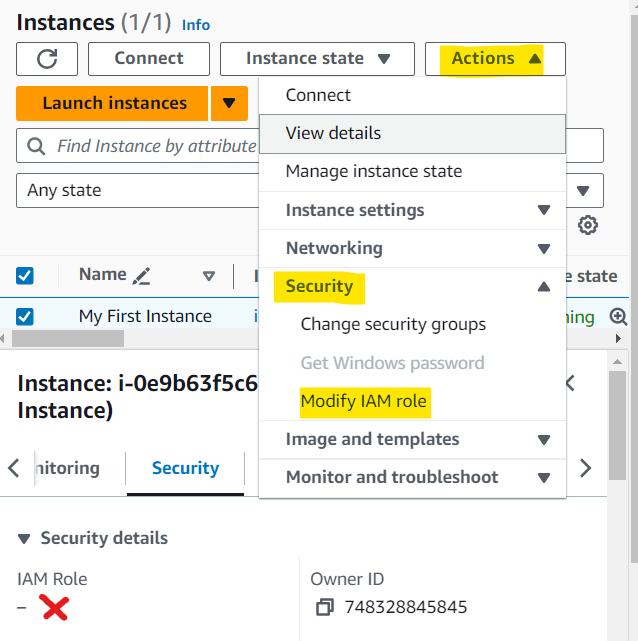 Instances (1/1) Info
Connect
Instance state
Actions
Launch instances
Connect
View details
Find Instance by attribute
Manage instance state
Any state
Instance settings
Networking
Name
Security
e state
My First Instance
Change security groups
Get Windows password
Instance: i-0e9b63f5c6
Instance)
Modify IAM role
Image and templates
nitoring
Security
Monitor and troubleshoot
Security details
IAM Role
Owner ID
–
748328845845